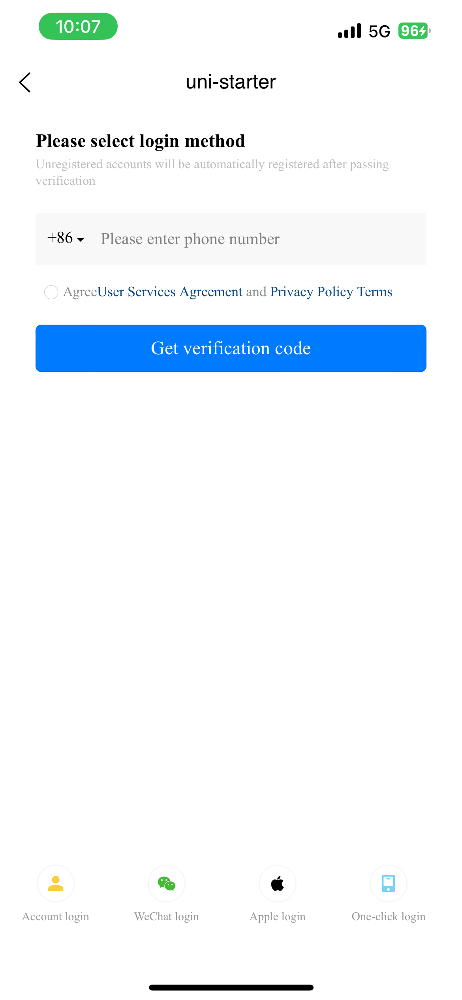 10:07
5G 96
uni-starter
Please select login method
Unregistered accounts will be automatically registered after passing
verification
+86 Please enter phone number
AgreeUser Services Agreement and Privacy Policy Terms
Get verification code
Account login WeChat login Apple login One-click login